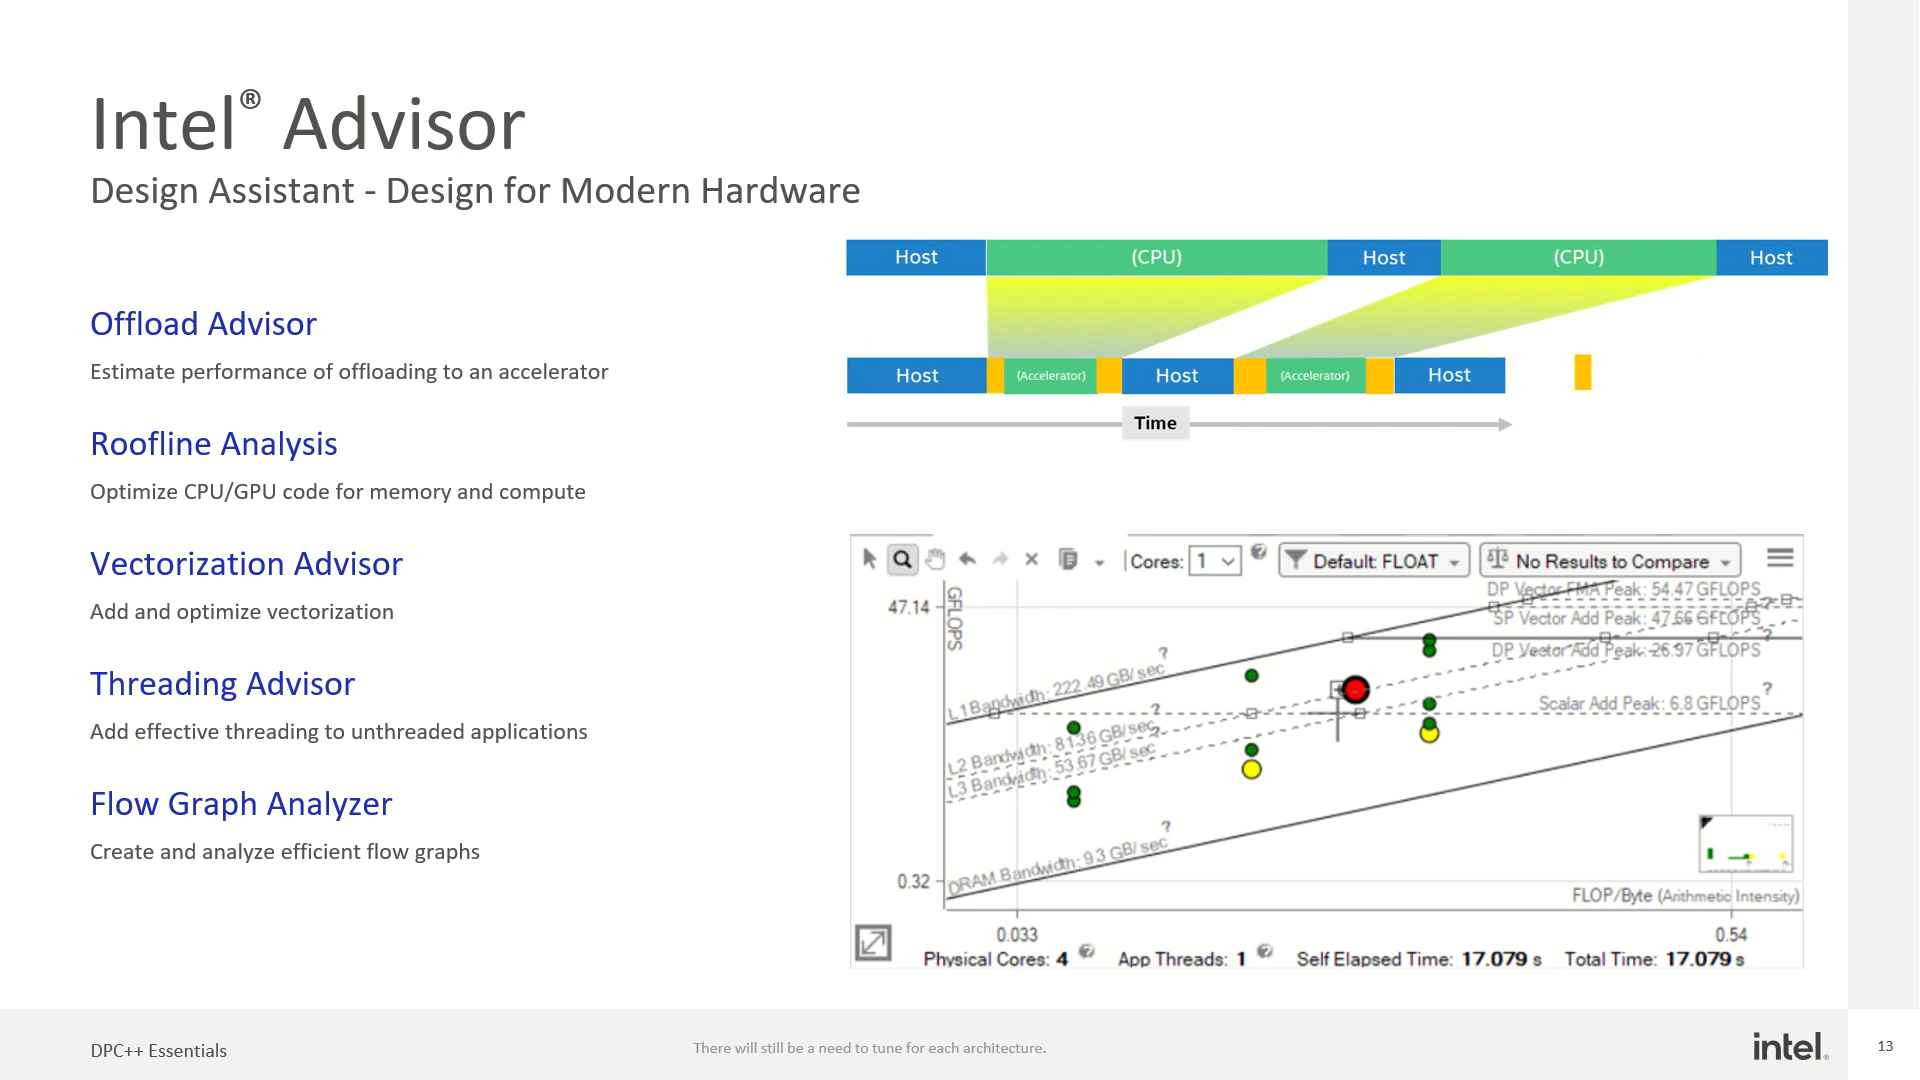 Intel® Advisor
Design Assistant - Design for Modern Hardware
Offload Advisor
Estimate performance of offloading to an accelerator
Roofline Analysis
Optimize CPU/GPU code for memory and compute
Vectorization Advisor
Add and optimize vectorization
Threading Advisor
Add effective threading to unthreaded applications
Flow Graph Analyzer
Create and analyze efficient flow graphs
Host (CPU) Host (CPU) Host
Host (Accelerator) Host (Accelerator) Host
Time
Cores: 1 Default: FLOAT No Results to Compare
GFLOPS
47.14
DP Vector FMA Peak: 54.47 GFLOPS
SP Vector Add Peak: 47.66 GFLOPS ?
DP Vector Add Peak: 26.97 GFLOPS ?
Scalar Add Peak: 6.8 GFLOPS ?
L1 Bandwidth: 222.49 GB/sec ?
L2 Bandwidth: 81.36 GB/sec ?
L3 Bandwidth: 53.67 GB/sec ?
DRAM Bandwidth: 9.3 GB/sec ?
0.32
FLOP/Byte (Arithmetic Intensity)
0.033 0.54
Physical Cores: 4 App Threads: 1 Self Elapsed Time: 17.079 s Total Time: 17.079 s
DPC++ Essentials
There will still be a need to tune for each architecture.
intel.
13